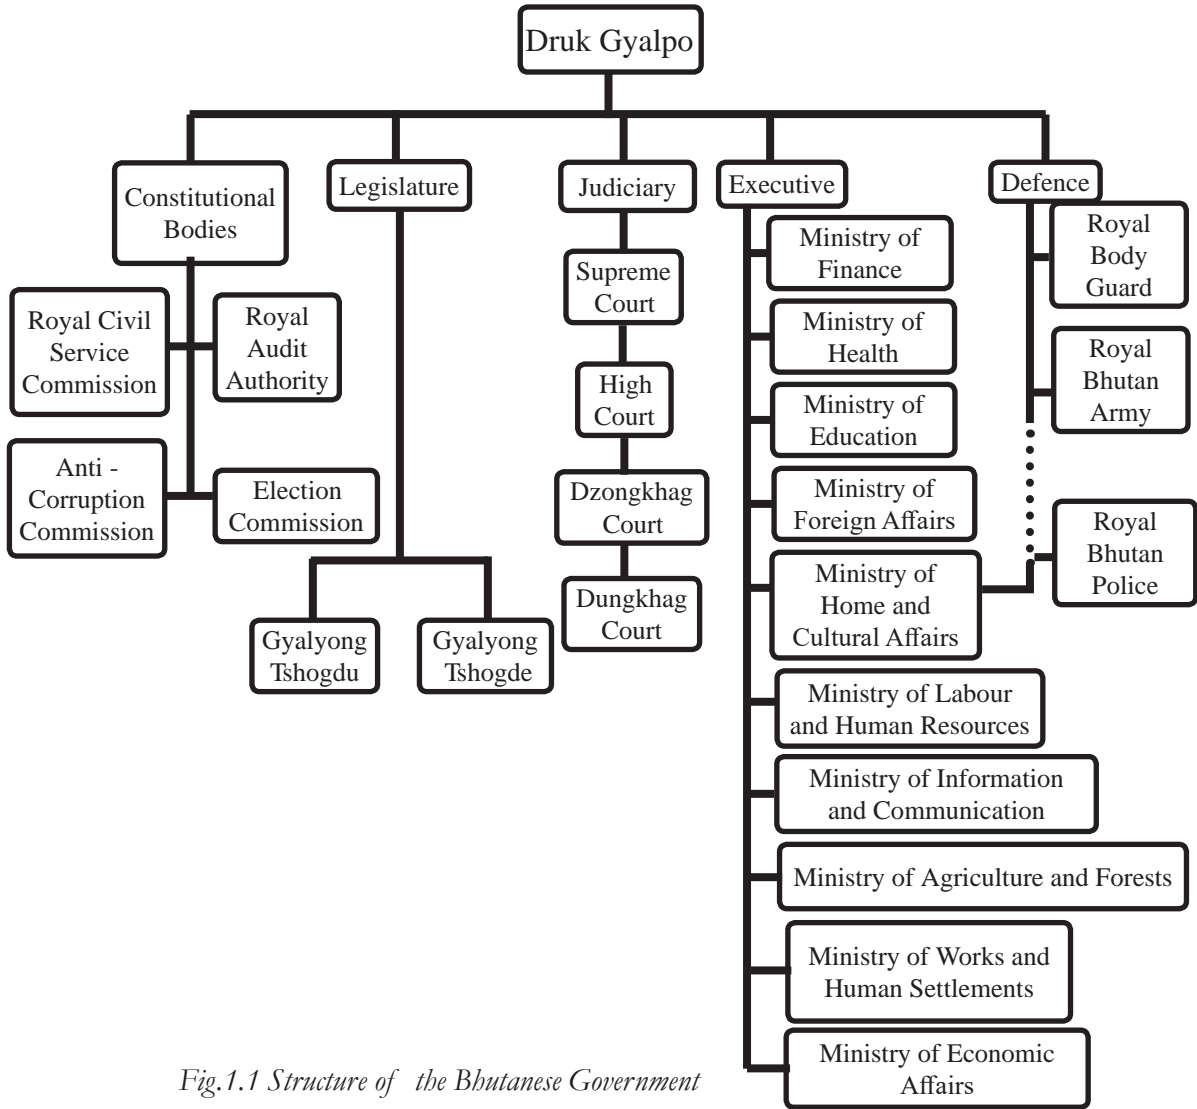 Druk Gyalpo
Constitutional
Bodies
Royal Civil
Service
Commission
Royal
Audit
Authority
Anti -
Corruption
Commission
Election
Commission
Legislature
Gyalyong
Tshogdu
Gyalyong
Tshogde
Judiciary
Supreme
Court
High
Court
Dzongkhag
Court
Dungkhag
Court
Executive
Ministry of
Finance
Ministry of
Health
Ministry of
Education
Ministry of
Foreign Affairs
Ministry of
Home and
Cultural Affairs
Ministry of Labour
and Human Resources
Ministry of Information
and Communication
Ministry of Agriculture and Forests
Ministry of Works and
Human Settlements
Ministry of Economic
Affairs
Defence
Royal
Body
Guard
Royal
Bhutan
Army
Royal
Bhutan
Police
Fig.1.1 Structure of the Bhutanese Government